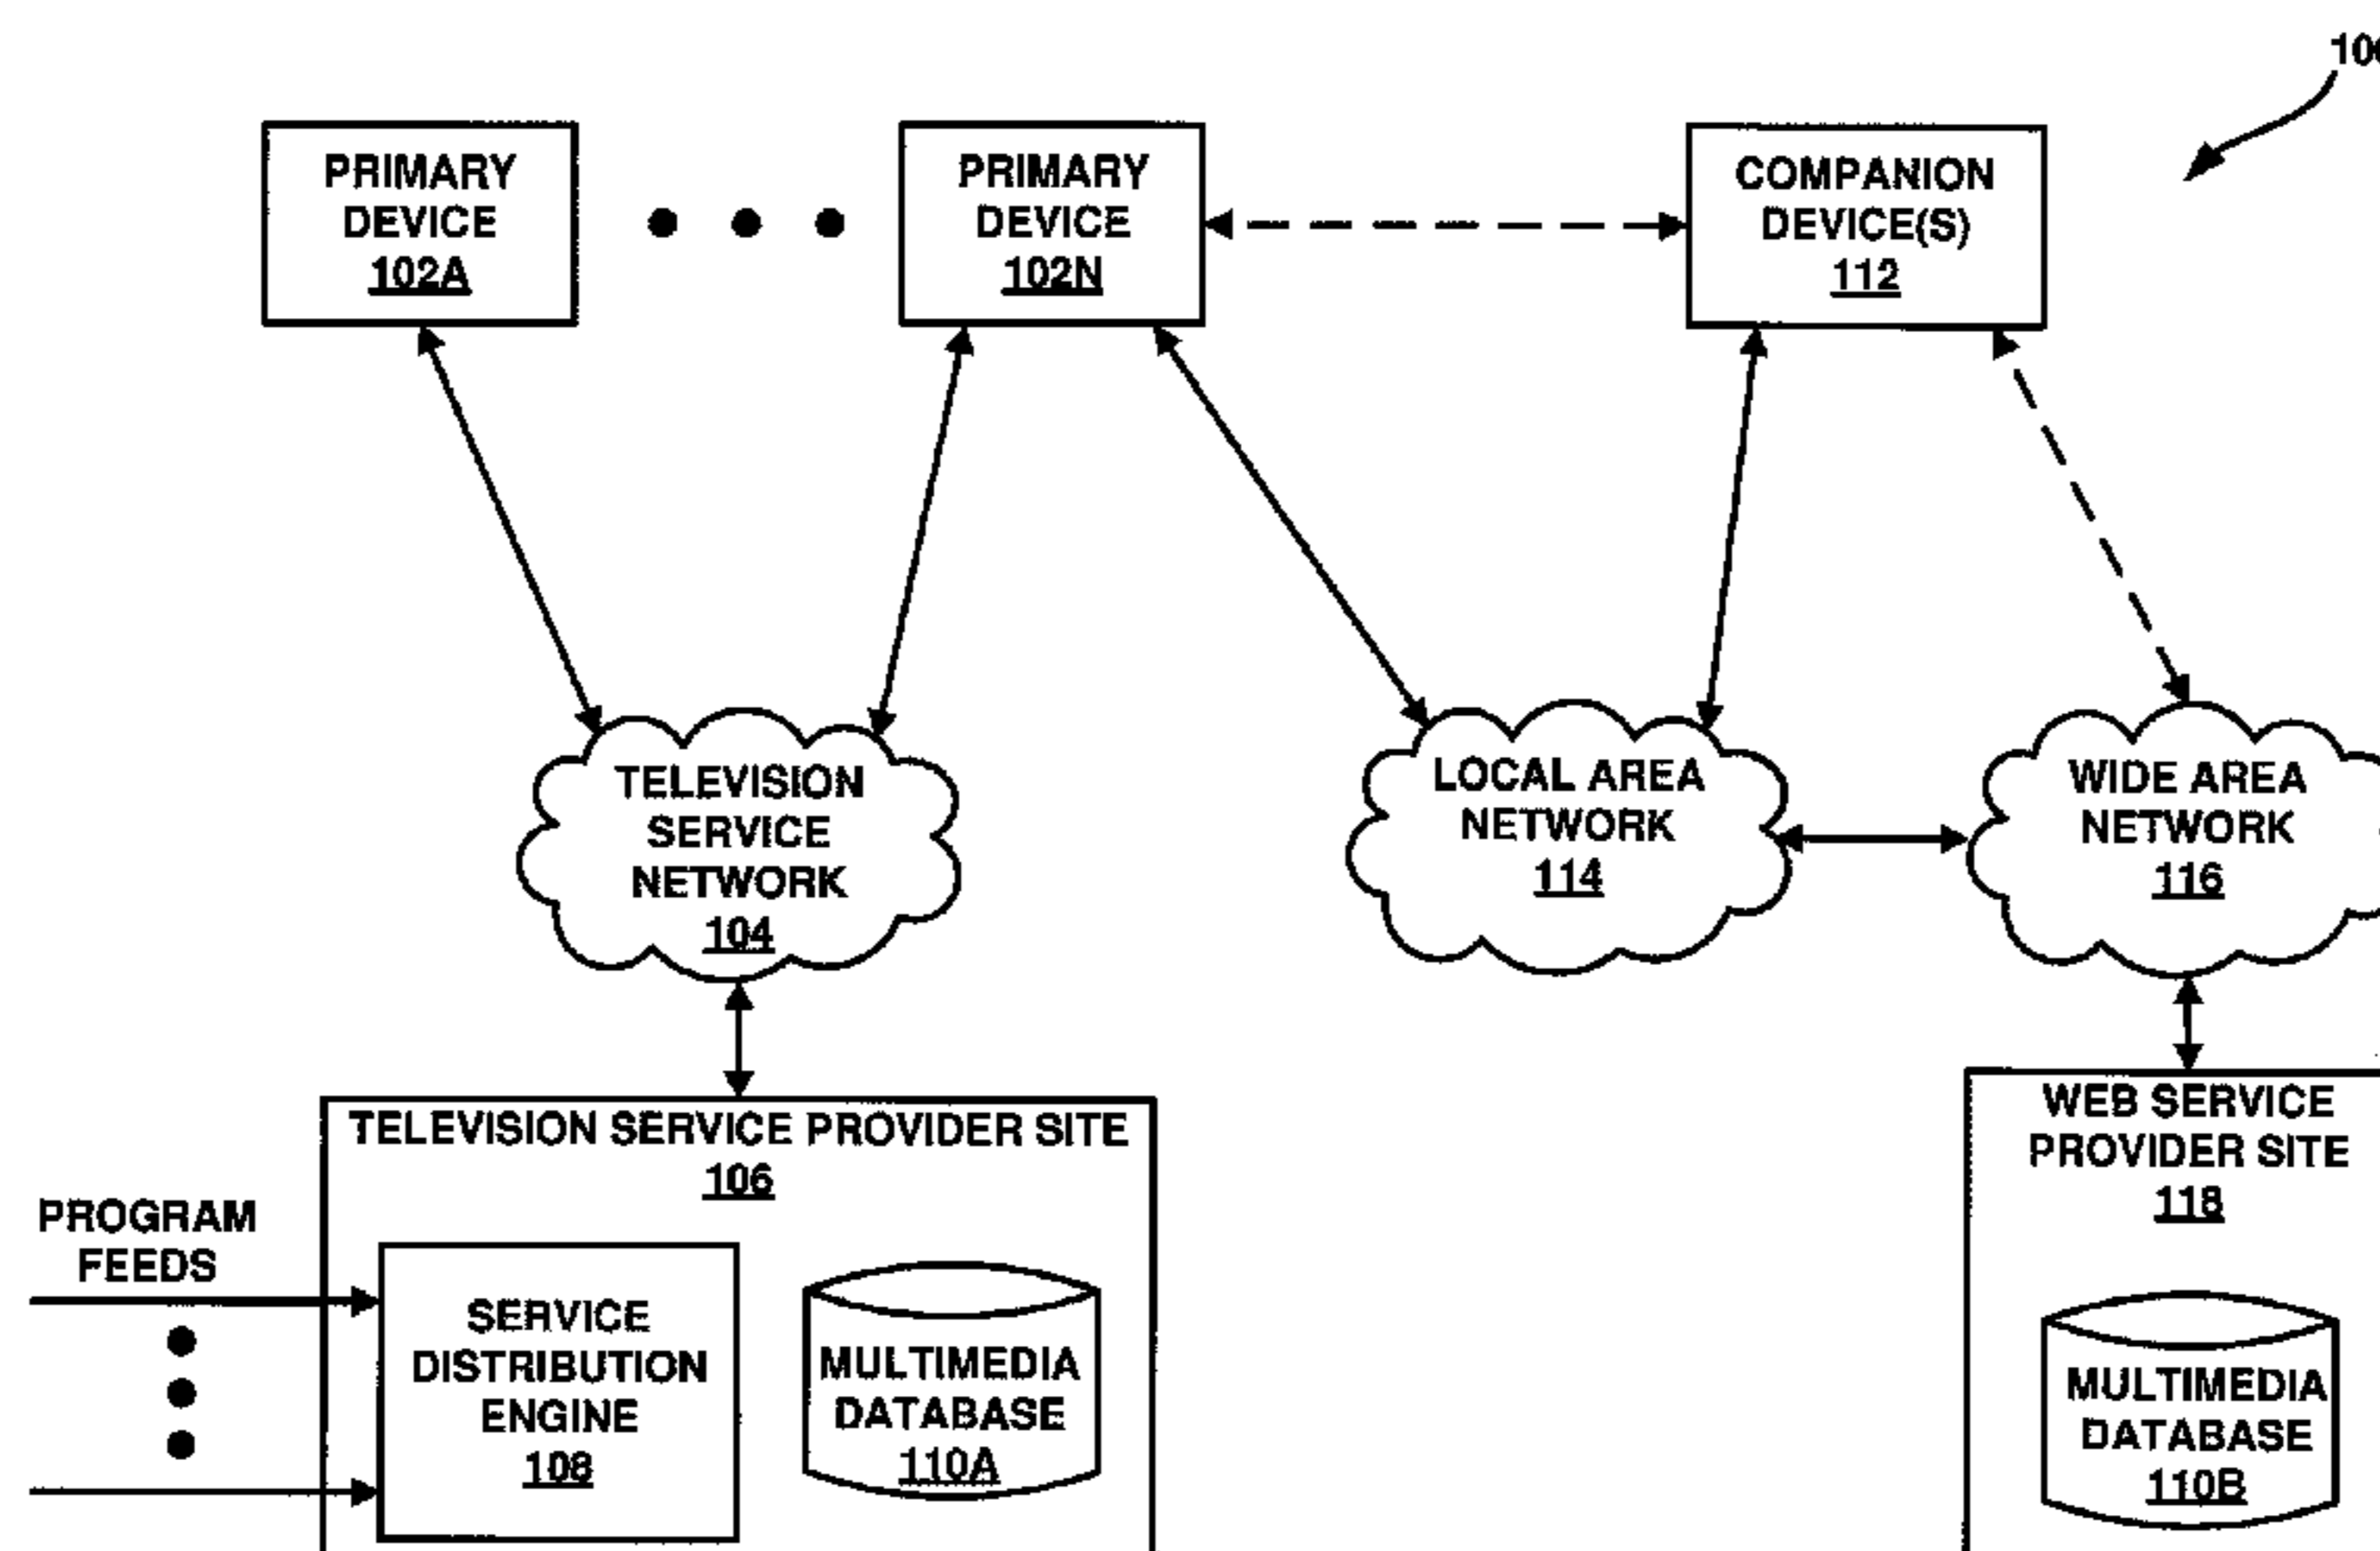 PRIMARY
DEVICE
102A
PRIMARY
DEVICE
102N
COMPANION
DEVICE(S)
112
TELEVISION
SERVICE
NETWORK
104
LOCAL AREA
NETWORK
114
WIDE AREA
NETWORK
116
TELEVISION SERVICE PROVIDER SITE
106
PROGRAM
FEEDS
SERVICE
DISTRIBUTION
ENGINE
108
MULTIMEDIA
DATABASE
110A
WEB SERVICE
PROVIDER SITE
118
MULTIMEDIA
DATABASE
110B